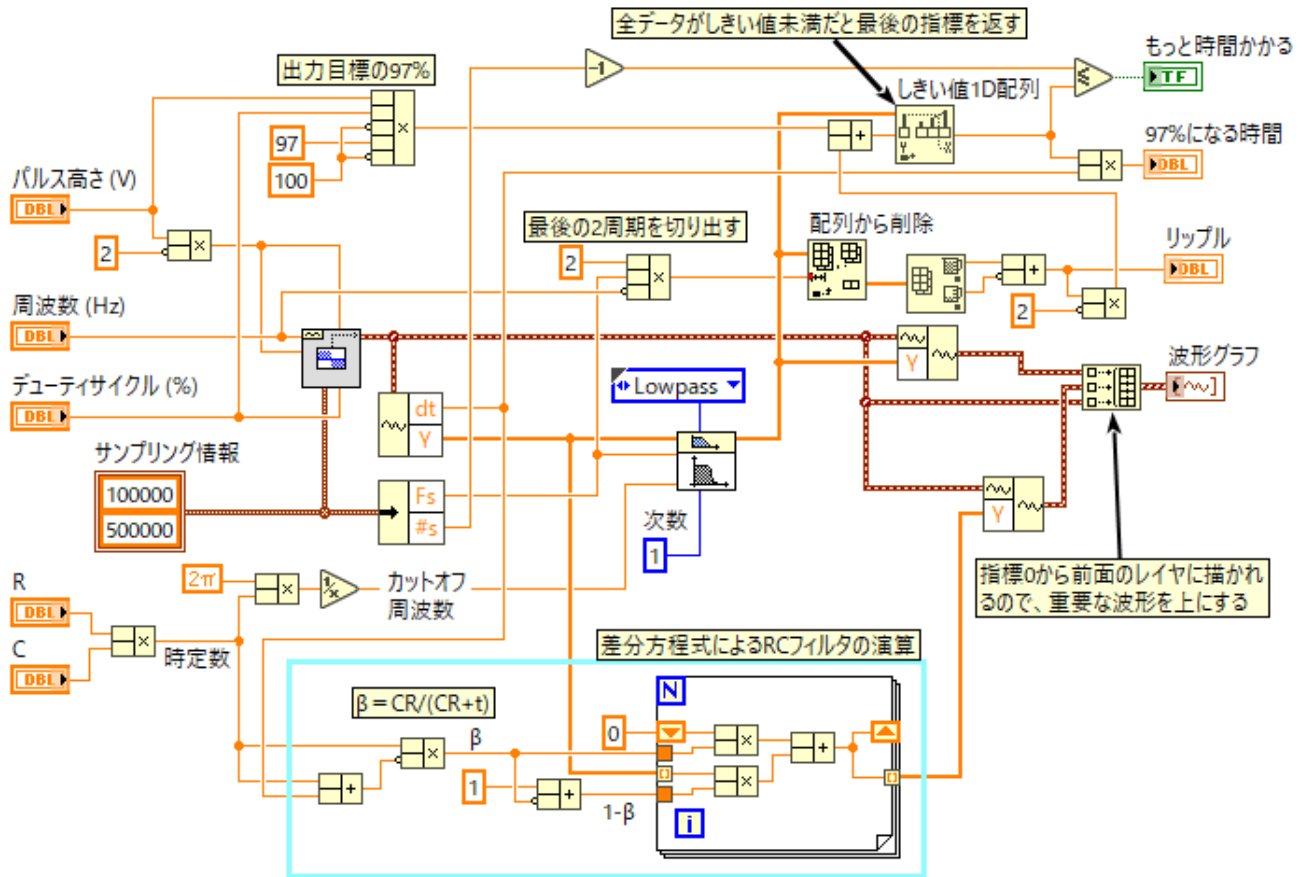 全データがしきい値未満だと最後の指標を返す
もっと時間かかる
TF
出力目標の97%
-1
≤
しきい値1D配列
97
100
×
+
97%になる時間
×
DBL
パルス高さ (V)
DBL
2
×
最後の2周期を切り出す
2
×
配列から削除
+
リップル
DBL
2
×
周波数 (Hz)
DBL
波形グラフ
デューティサイクル (%)
DBL
Lowpass
dt
Y
Y
サンプリング情報
100000
500000
Fs
#s
次数
1
Y
指標0から前面のレイヤに描かれ
るので、重要な波形を上にする
R
DBL
2π
×
1/x
カットオフ
周波数
C
DBL
×
時定数
差分方程式によるRCフィルタの演算
β=CR/(CR+t)
N
0
×
β
×
+
+
1
+
×
1-β
i